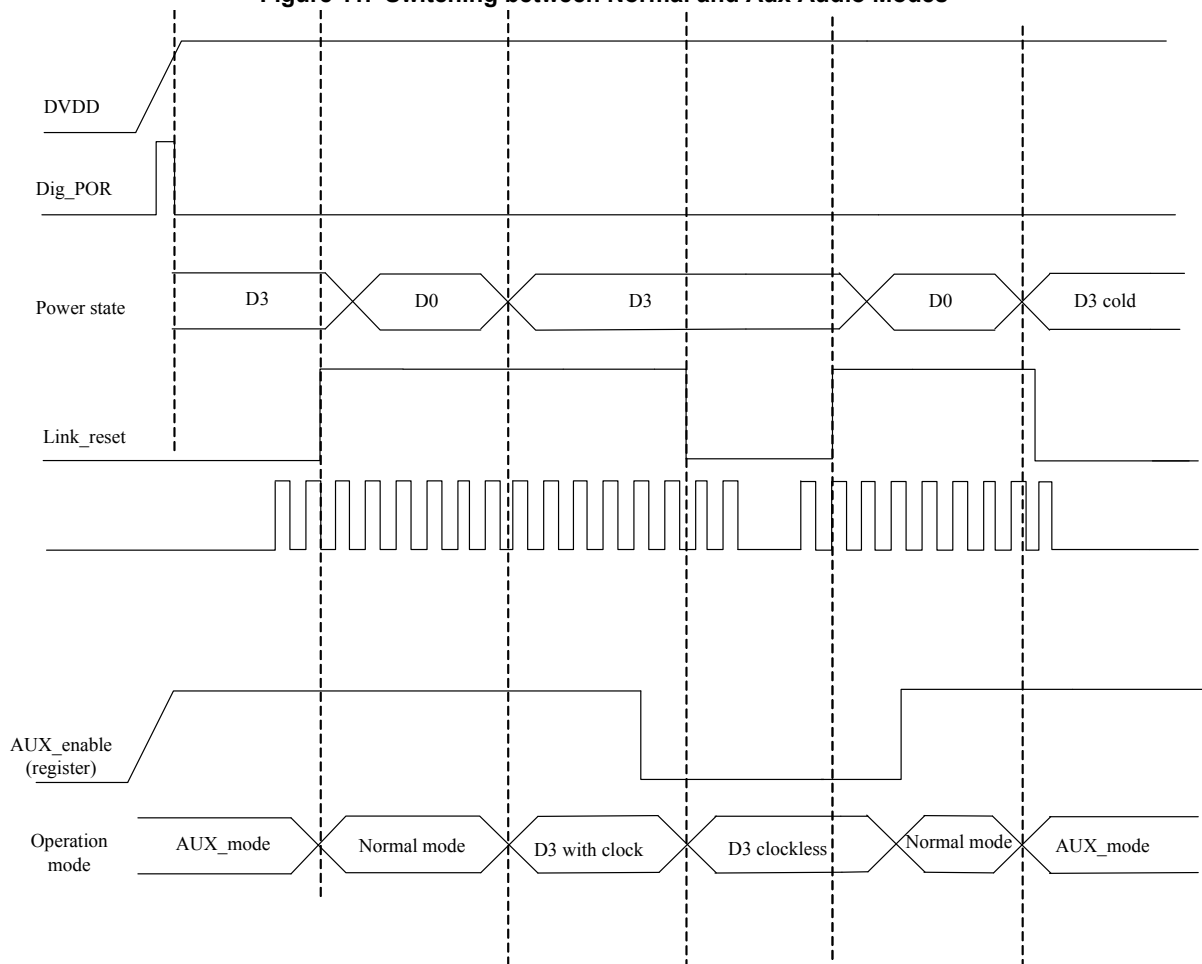 Figure 11. Switching between Normal and Aux Audio Modes
DVDD
Dig_POR
Power state
D3
D0
D3
D0
D3 cold
Link_reset
AUX_enable
(register)
Operation
mode
AUX_mode
Normal mode
D3 with clock
D3 clockless
Normal mode
AUX_mode